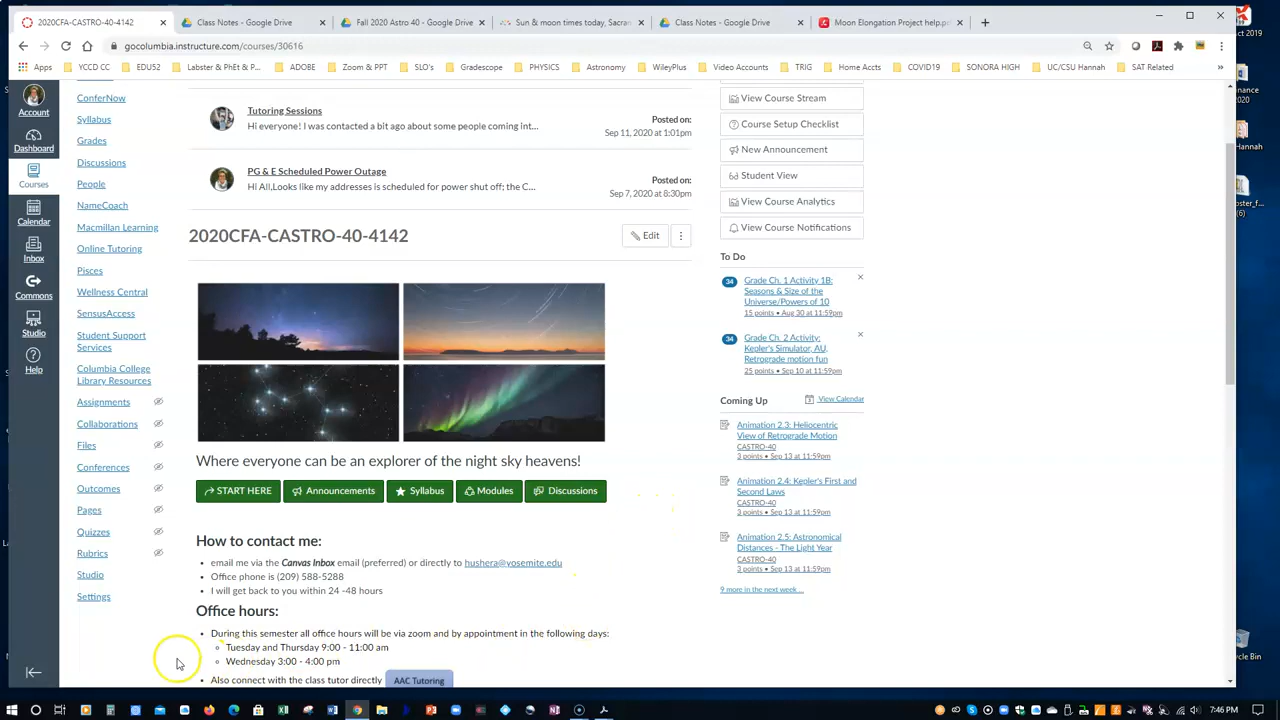 2020CFA-CASTRO-40-4142
Class Notes - Google Drive
Fall 2020 Astro 40 - Google Drive
Sun & moon times today, Sacra
Class Notes - Google Drive
Moon Elongation Project help.pdf
gocolumbia.instructure.com/courses/30616
Apps
YCCD CC
EDU52
Labster & PhEt & P...
ADOBE
Zoom & PPT
SLO's
Gradescope
PHYSICS
Astronomy
WileyPlus
Video Accounts
TRIG
Home Accts
COVID19
SONORA HIGH
UC/CSU Hannah
SAT Related
Account
Dashboard
Courses
Calendar
Inbox
Commons
Studio
Help
ConferNow
Syllabus
Grades
Discussions
People
NameCoach
Macmillan Learning
Online Tutoring
Pisces
Wellness Central
SensusAccess
Student Support
Services
Columbia College
Library Resources
Assignments
Collaborations
Files
Conferences
Outcomes
Pages
Quizzes
Rubrics
Studio
Settings
Tutoring Sessions
Hi everyone! I was contacted a bit ago about some people coming int...
Posted on:
Sep 11, 2020 at 1:01pm
PG & E Scheduled Power Outage
Hi All,Looks like my addresses is scheduled for power shut off; the C...
Posted on:
Sep 7, 2020 at 8:30pm
2020CFA-CASTRO-40-4142
Edit
Where everyone can be an explorer of the night sky heavens!
START HERE
Announcements
Syllabus
Modules
Discussions
How to contact me:
email me via the Canvas Inbox email (preferred) or directly to hushera@yosemite.edu
Office phone is (209) 588-5288
I will get back to you within 24 -48 hours
Office hours:
During this semester all office hours will be via zoom and by appointment in the following days:
Tuesday and Thursday 9:00 - 11:00 am
Wednesday 3:00 - 4:00 pm
Also connect with the class tutor directly
AAC Tutoring
View Course Stream
Course Setup Checklist
New Announcement
Student View
View Course Analytics
View Course Notifications
To Do
34
Grade Ch. 1 Activity 1B:
Seasons & Size of the
Universe/Powers of 10
15 points • Aug 30 at 11:59pm
34
Grade Ch. 2 Activity:
Kepler's Simulator, AU,
Retrograde motion fun
25 points • Sep 10 at 11:59pm
Coming Up
View Calendar
Animation 2.3: Heliocentric
View of Retrograde Motion
CASTRO-40
3 points • Sep 13 at 11:59pm
Animation 2.4: Kepler's First and
Second Laws
CASTRO-40
3 points • Sep 13 at 11:59pm
Animation 2.5: Astronomical
Distances - The Light Year
CASTRO-40
3 points • Sep 13 at 11:59pm
9 more in the next week ...
2019
2020
Hannah
(6)
7:46 PM